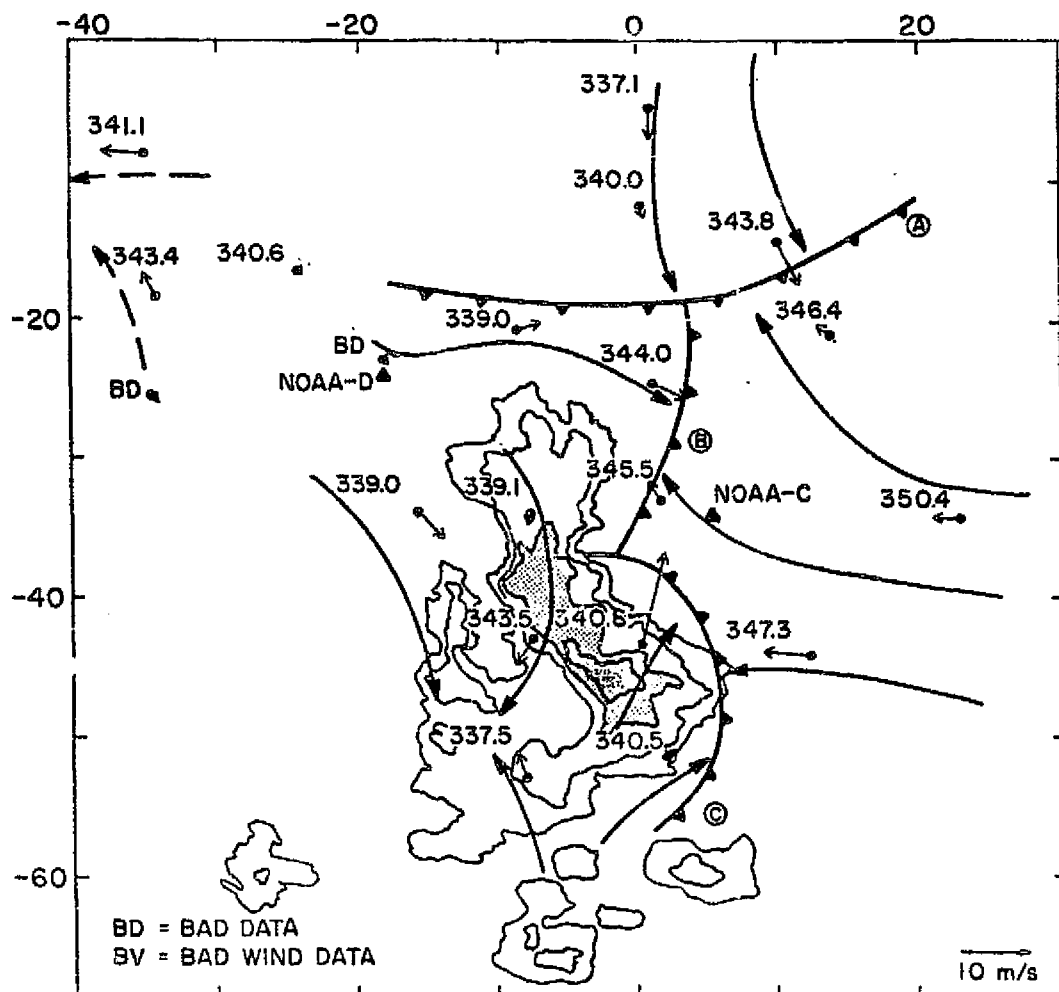 -40 -20 0 20
337.1
341.1
340.0
343.8
A
343.4
340.6
-20
339.0
346.4
BD
344.0
NOAA-D
BD
B
345.5
339.0
339.1
NOAA-C
350.4
-40
343.5
340.6
347.3
337.5
340.5
C
-60
BD = BAD DATA
BV = BAD WIND DATA
10 m/s